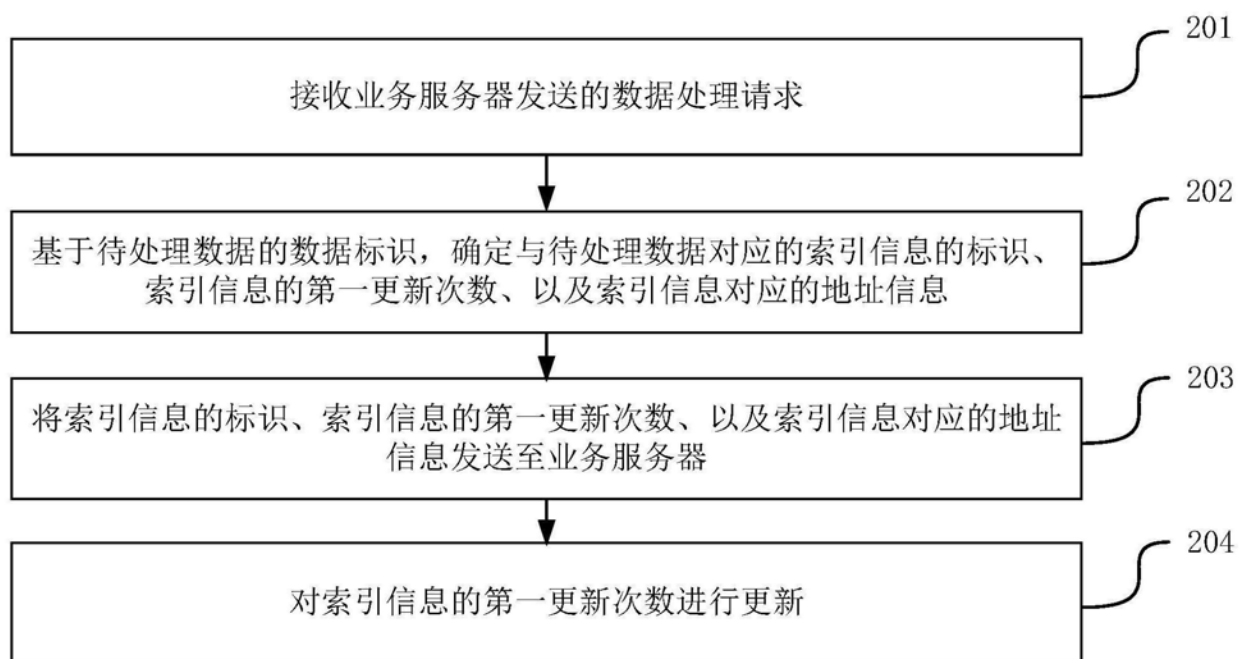 201
接收业务服务器发送的数据处理请求
202
基于待处理数据的数据标识，确定与待处理数据对应的索引信息的标识、
索引信息的第一更新次数、以及索引信息对应的地址信息
203
将索引信息的标识、索引信息的第一更新次数、以及索引信息对应的地址
信息发送至业务服务器
204
对索引信息的第一更新次数进行更新